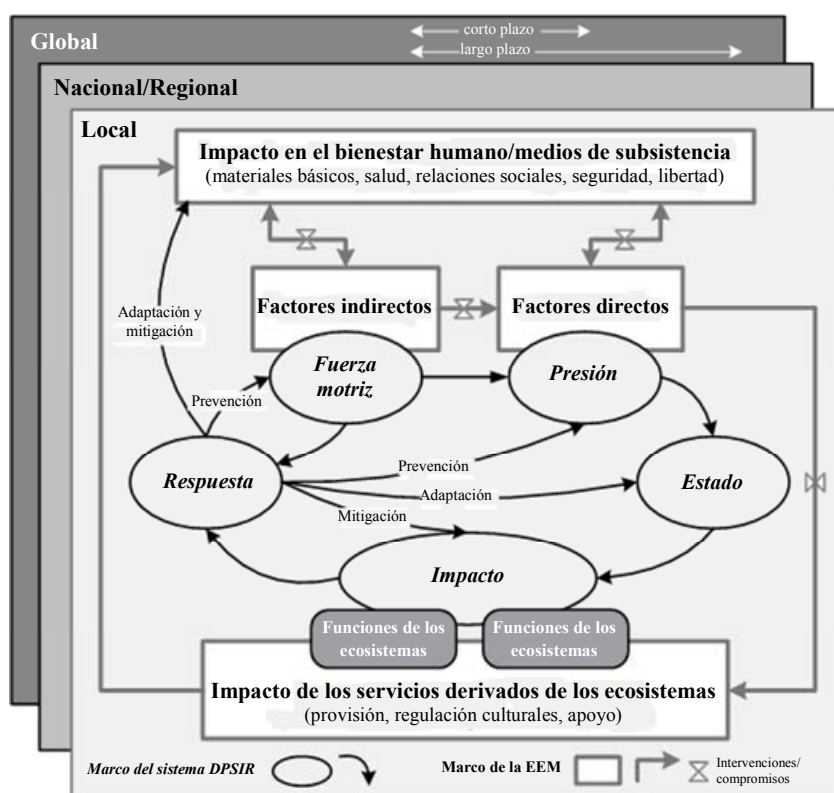 Global
corto plazo
largo plazo
Nacional/Regional
Local
Impacto en el bienestar humano/medios de subsistencia
(materiales básicos, salud, relaciones sociales, seguridad, libertad)
Adaptación y
mitigación
Factores indirectos
Factores directos
Fuerza
motriz
Presión
Prevención
Respuesta
Prevención
Adaptación
Mitigación
Estado
Impacto
Funciones de los
ecosistemas
Funciones de los
ecosistemas
Impacto de los servicios derivados de los ecosistemas
(provisión, regulación culturales, apoyo)
Marco del sistema DPSIR
Marco de la EEM
Intervenciones/
compromisos